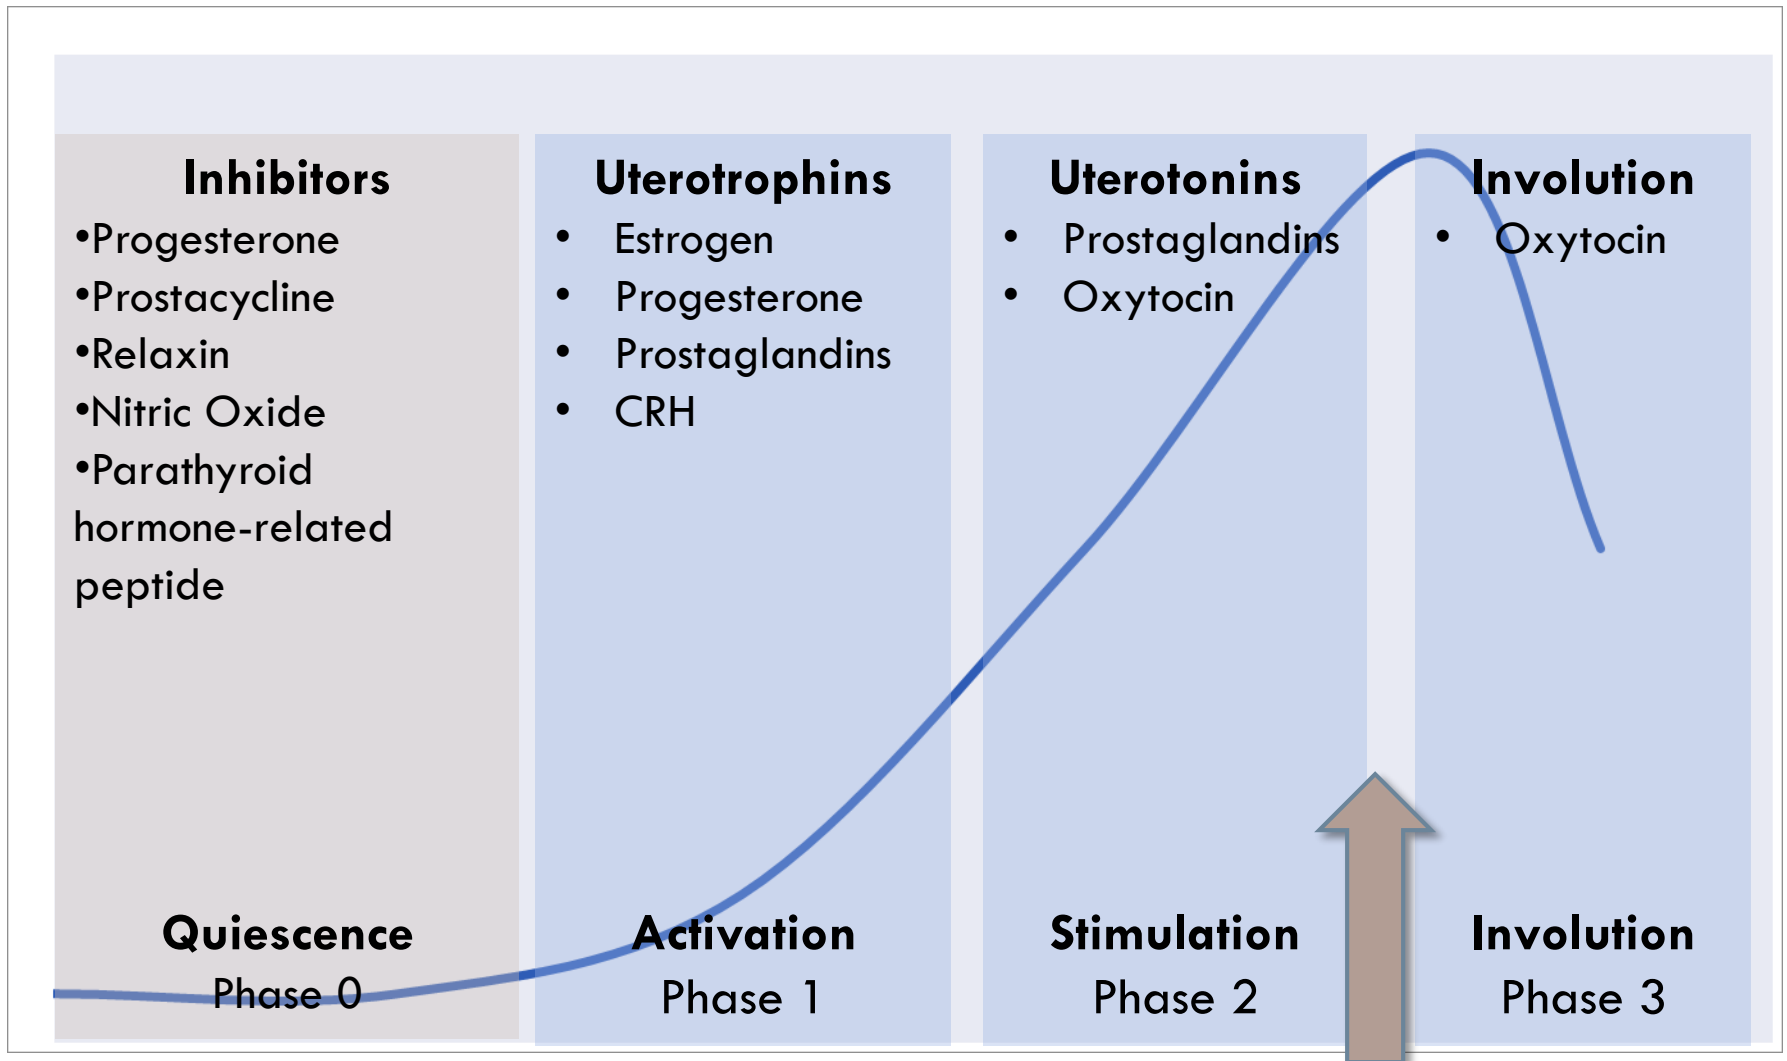 Inhibitors
•Progesterone
•Prostacycline
•Relaxin
•Nitric Oxide
•Parathyroid
hormone-related
peptide
Quiescence
Phase 0
Uterotrophins
• Estrogen
• Progesterone
• Prostaglandins
• CRH
Activation
Phase 1
Uterotonins
• Prostaglandins
• Oxytocin
Stimulation
Phase 2
Involution
• Oxytocin
Involution
Phase 3